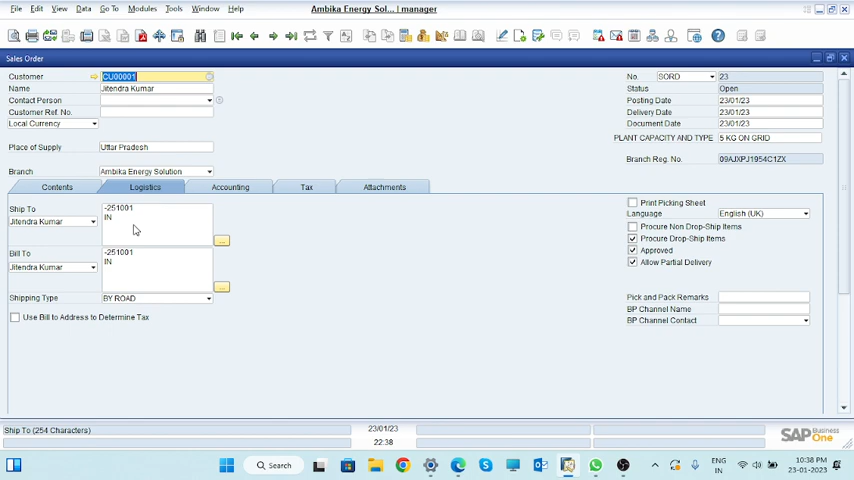 File Edit View Data Go To Modules Tools Window Help
Ambika Energy Sol... | manager
Sales Order
Customer CU00001
Name Jitendra Kumar
Contact Person
Customer Ref. No.
Local Currency
Place of Supply Uttar Pradesh
Branch Ambika Energy Solution
No. SORD 23
Status Open
Posting Date 23/01/23
Delivery Date 23/01/23
Document Date 23/01/23
PLANT CAPACITY AND TYPE 5 KG ON GRID
Branch Reg. No. 09AJXPJ1954C1ZX
Contents Logistics Accounting Tax Attachments
Ship To
Jitendra Kumar
-251001
IN
Bill To
Jitendra Kumar
-251001
IN
Shipping Type BY ROAD
Use Bill to Address to Determine Tax
Print Picking Sheet
Language English (UK)
Procure Non Drop-Ship Items
Procure Drop-Ship Items
Approved
Allow Partial Delivery
Pick and Pack Remarks
BP Channel Name
BP Channel Contact
Ship To (254 Characters)
23/01/23
22:38
SAP Business One
Search
ENG
IN
10:38 PM
23-01-2023